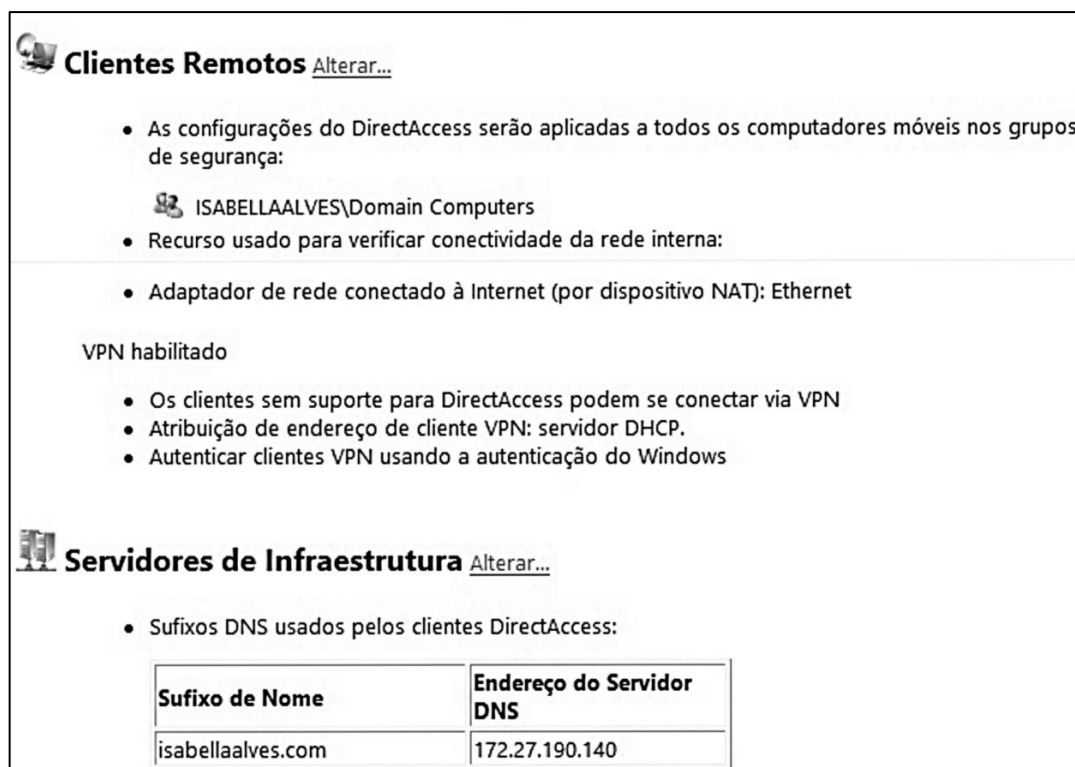 Clientes Remotos Alterar...
• As configurações do DirectAccess serão aplicadas a todos os computadores móveis nos grupos
de segurança:
ISABELLAALVES\Domain Computers
• Recurso usado para verificar conectividade da rede interna:
• Adaptador de rede conectado à Internet (por dispositivo NAT): Ethernet
VPN habilitado
• Os clientes sem suporte para DirectAccess podem se conectar via VPN
• Atribuição de endereço de cliente VPN: servidor DHCP.
• Autenticar clientes VPN usando a autenticação do Windows
Servidores de Infraestrutura Alterar...
• Sufixos DNS usados pelos clientes DirectAccess:
Sufixo de Nome
Endereço do Servidor
DNS
isabellaalves.com
172.27.190.140